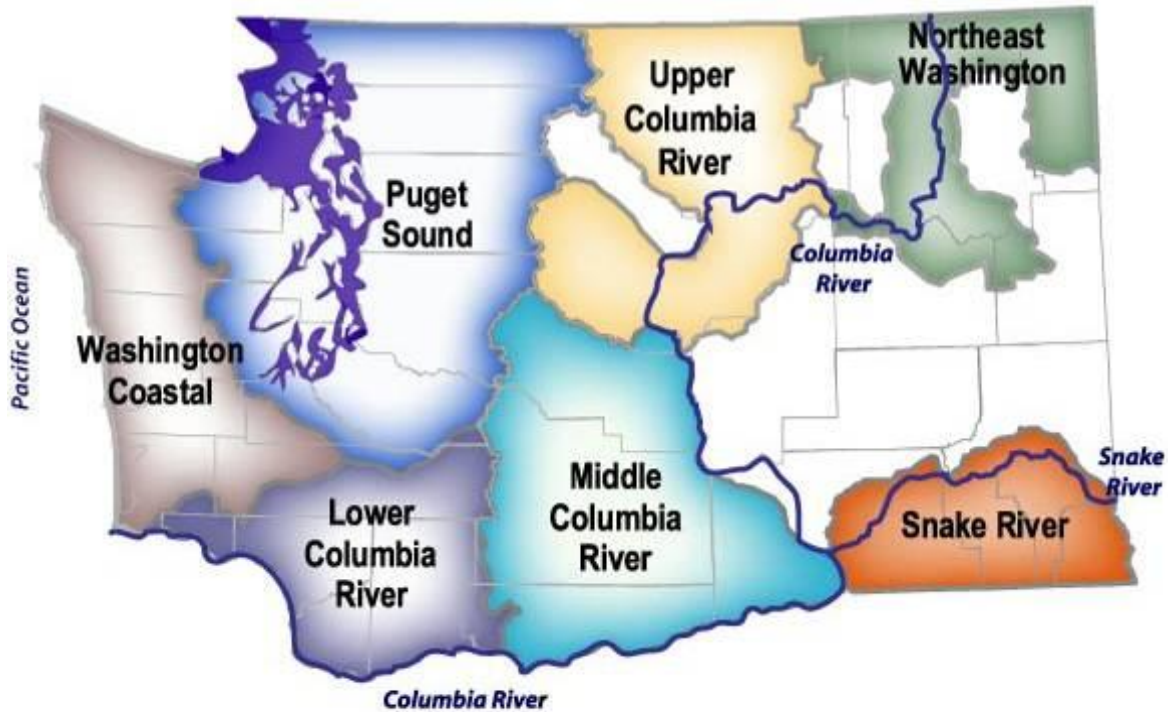 Northeast
Washington
Upper
Columbia
River
Puget
Sound
Columbia
River
Pacific Ocean
Washington
Coastal
Middle
Columbia
River
Snake
River
Lower
Columbia
River
Snake River
Columbia River